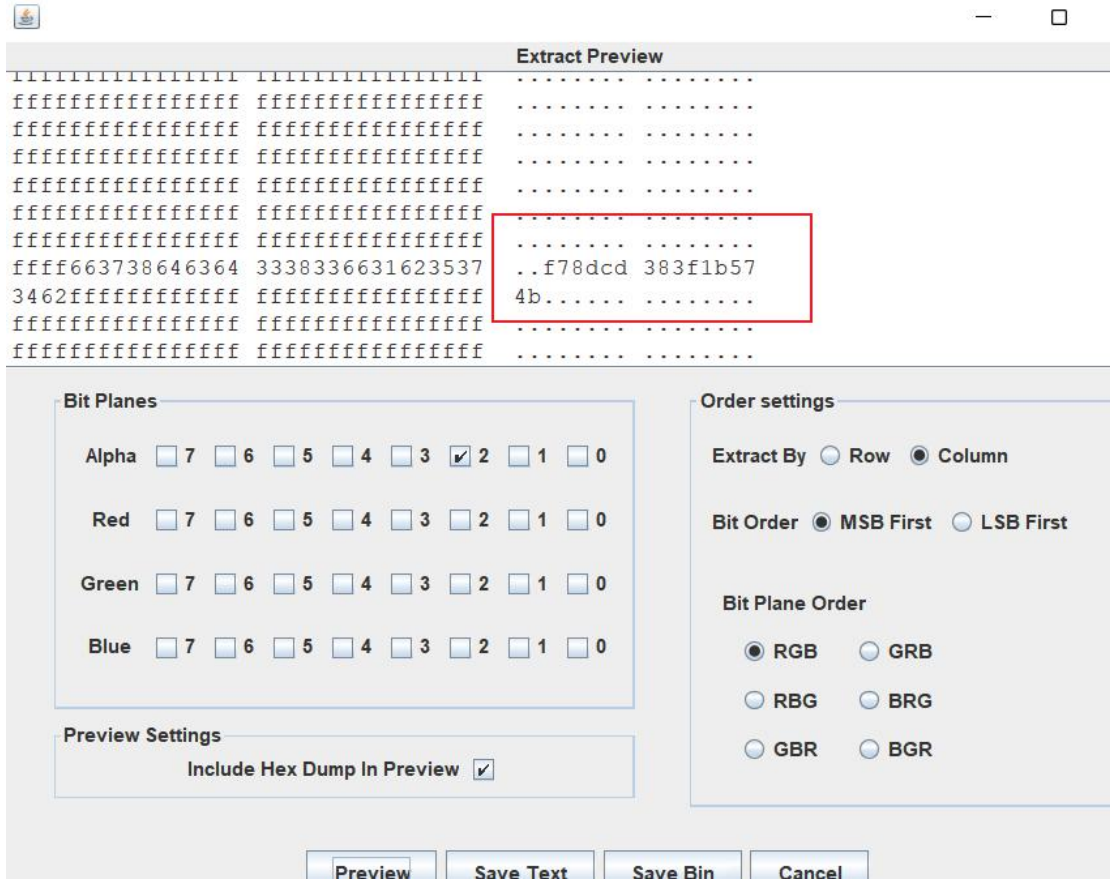 Extract Preview
ffffffffffffffff ffffffffffffffff ........ ........
ffffffffffffffff ffffffffffffffff ........ ........
ffffffffffffffff ffffffffffffffff ........ ........
ffffffffffffffff ffffffffffffffff ........ ........
ffffffffffffffff ffffffffffffffff ........ ........
ffffffffffffffff ffffffffffffffff ........ ........
ffffffffffffffff ffffffffffffffff ........ ........
ffff663738646364 3338336631623537 ..f78dcd 383f1b57
3462ffffffffffff ffffffffffffffff 4b...... ........
ffffffffffffffff ffffffffffffffff ........ ........
ffffffffffffffff ffffffffffffffff ........ ........
Bit Planes
Alpha 7 6 5 4 3 2 1 0
Red 7 6 5 4 3 2 1 0
Green 7 6 5 4 3 2 1 0
Blue 7 6 5 4 3 2 1 0
Preview Settings
Include Hex Dump In Preview
Order settings
Extract By Row Column
Bit Order MSB First LSB First
Bit Plane Order
RGB GRB
RBG BRG
GBR BGR
Preview Save Text Save Bin Cancel